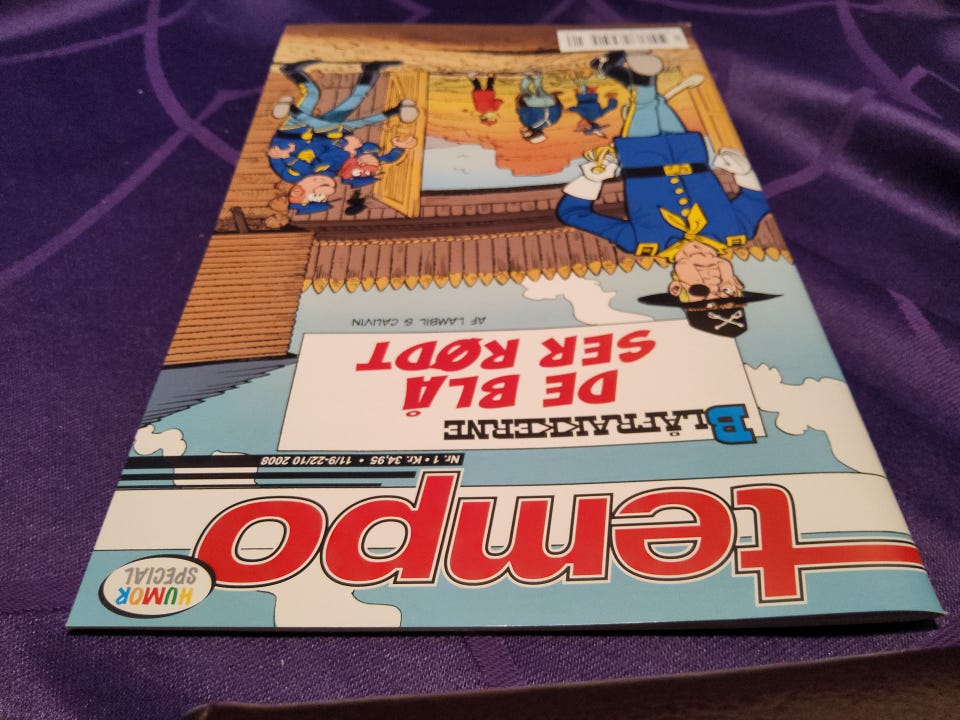 HUMOR
SPECIAL
tempo
Nr. 1 • Kr. 34,95 • 11/9-22/10 2008
BLÅFRAKKERNE
DE BLÅ
SER RØDT
AF LAMBIL & CAUVIN